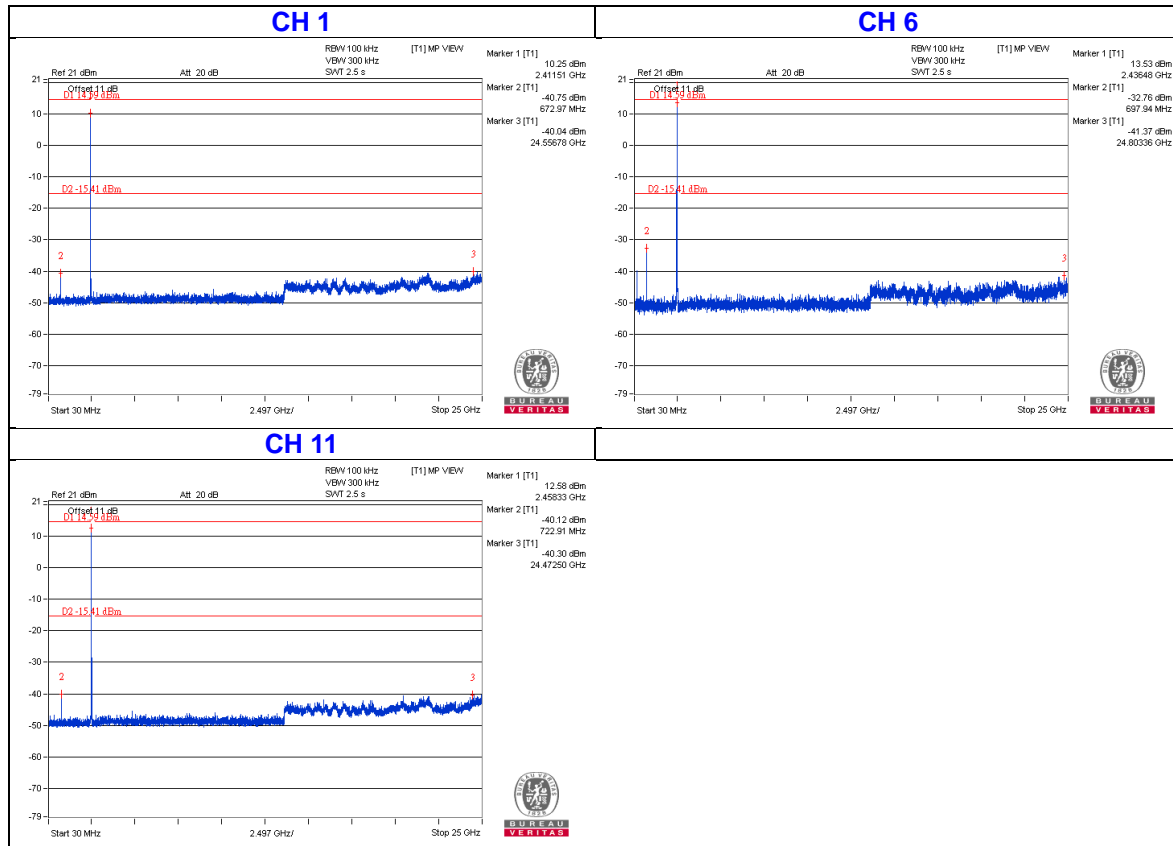 CH 1
RBW 100 kHz [T1] MP VIEW
VBW 300 kHz
Ref 21 dBm Att 20 dB SWT 2.5 s
Marker 1 [T1]
10.25 dBm
2.41151 GHz
Marker 2 [T1]
-40.75 dBm
672.97 MHz
Marker 3 [T1]
-40.04 dBm
24.55678 GHz
21
Offset 11 dB
D1 14.59 dBm
10
0
-10
D2 -15.41 dBm
-20
-30
2
3
-40
-50
-60
-70
-79
Start 30 MHz 2.497 GHz/ Stop 25 GHz
BUREAU VERITAS
1828
BUREAU
VERITAS
CH 6
RBW 100 kHz [T1] MP VIEW
VBW 300 kHz
Ref 21 dBm Att 20 dB SWT 2.5 s
Marker 1 [T1]
13.53 dBm
2.43648 GHz
Marker 2 [T1]
-32.76 dBm
697.94 MHz
Marker 3 [T1]
-41.37 dBm
24.80336 GHz
21
Offset 11 dB
D1 14.59 dBm
10
0
-10
D2 -15.41 dBm
-20
2
-30
3
-40
-50
-60
-70
-79
Start 30 MHz 2.497 GHz/ Stop 25 GHz
BUREAU VERITAS
1828
BUREAU
VERITAS
CH 11
RBW 100 kHz [T1] MP VIEW
VBW 300 kHz
Ref 21 dBm Att 20 dB SWT 2.5 s
Marker 1 [T1]
12.58 dBm
2.45833 GHz
Marker 2 [T1]
-40.12 dBm
722.91 MHz
Marker 3 [T1]
-40.30 dBm
24.47250 GHz
21
Offset 11 dB
D1 14.59 dBm
10
0
-10
D2 -15.41 dBm
-20
-30
2
3
-40
-50
-60
-70
-79
Start 30 MHz 2.497 GHz/ Stop 25 GHz
BUREAU VERITAS
1828
BUREAU
VERITAS